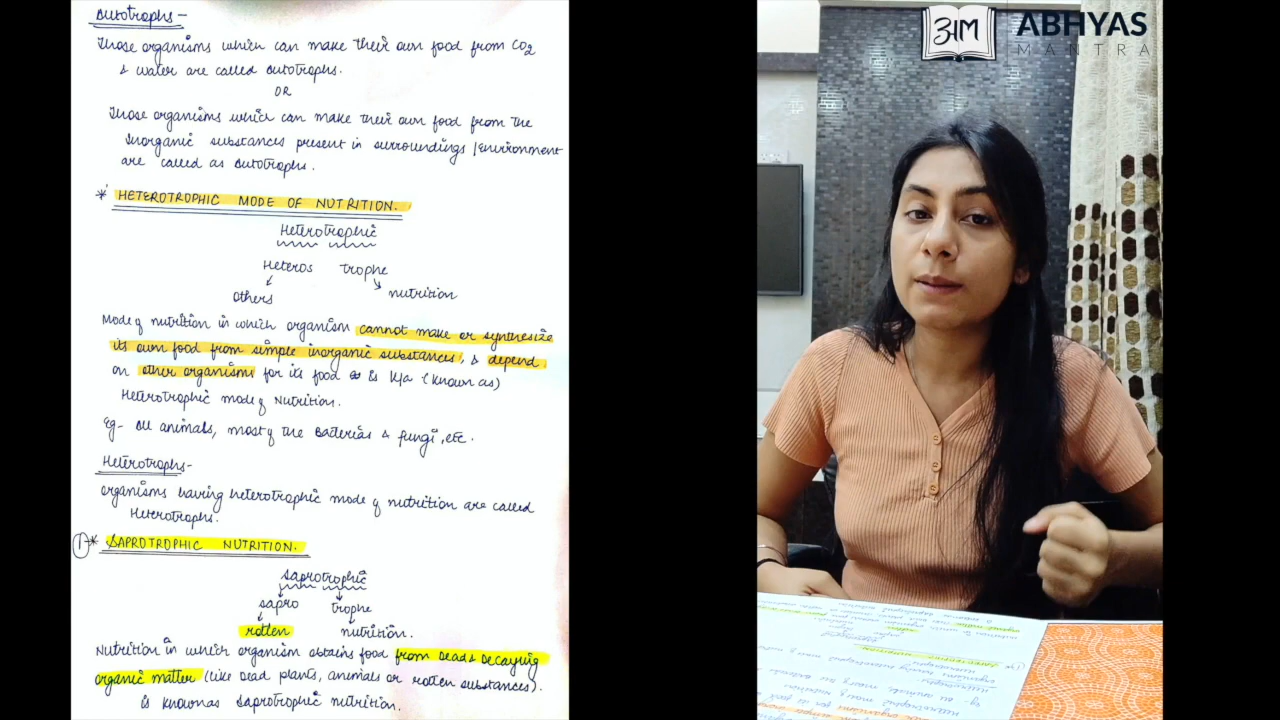 Autotrophs-
Those organisms which can make their own food from CO2
& water are called autotrophs.
OR
Those organisms which can make their own food from the
Inorganic substances present in surroundings/Environment
are called as autotrophs.
* HETEROTROPHIC MODE OF NUTRITION.
Heterotrophic
Heteros trophe
others nutrition
Mode of nutrition in which organism cannot make or synthesize
its own food from simple inorganic substances, & depend
on other organisms for its food is k/a (known as)
Heterotrophic mode of Nutrition.
Eg- all animals, most of the Bacterias & fungi, etc.
Heterotrophs-
organisms having heterotrophic mode of nutrition are called
Heterotrophs.
1 * SAPROTROPHIC NUTRITION.
saprotrophic
sapro trophe
rotten nutrition.
Nutrition in which organism obtains food from Dead & Decaying
organic matter (like dead, plants, animals or rotten substances).
is known as saprotrophic nutrition.
अभ्यास
ABHYAS
MANTRA